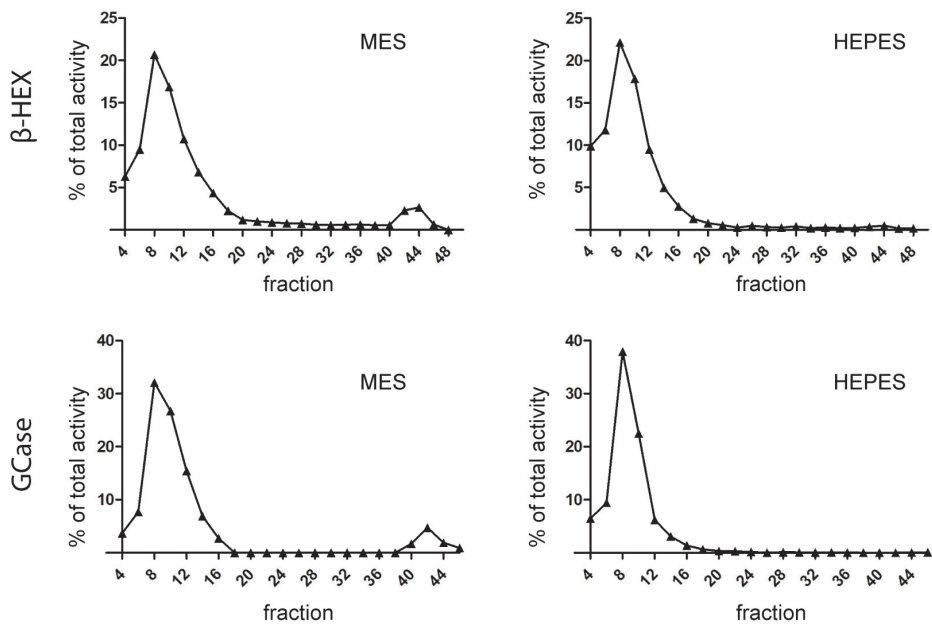 β-HEX
% of total activity
25
20
15
10
5
MES
4 8 12 16 20 24 28 32 36 40 44 48
fraction
% of total activity
25
20
15
10
5
HEPES
4 8 12 16 20 24 28 32 36 40 44 48
fraction
GCase
% of total activity
40
30
20
10
MES
4 8 12 16 20 24 28 32 36 40 44
fraction
% of total activity
40
30
20
10
HEPES
4 8 12 16 20 24 28 32 36 40 44
fraction